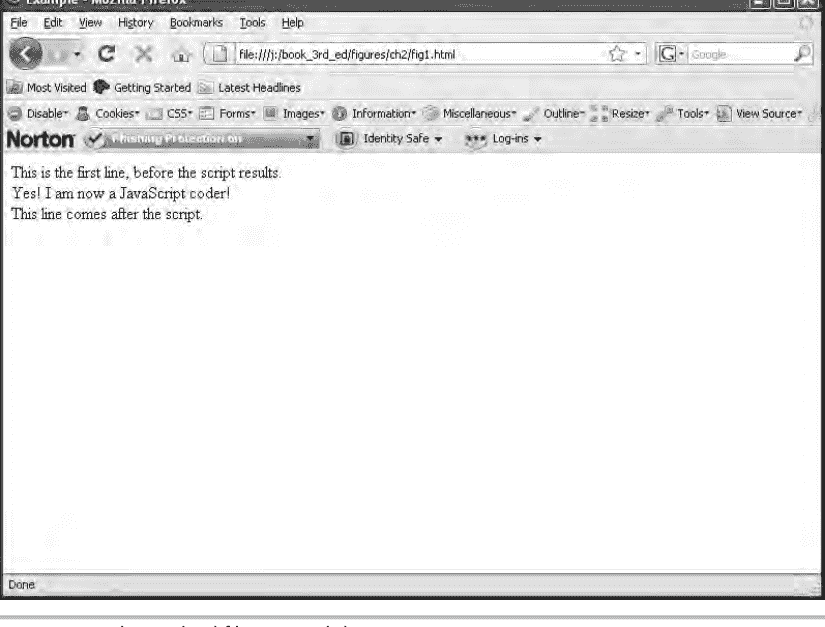 Example - Mozilla Firefox
File Edit View History Bookmarks Tools Help
file:///J:/book_3rd_ed/figures/ch2/fig1.html
G Google
Most Visited Getting Started Latest Headlines
Disable Cookies CSS Forms Images Information Miscellaneous Outline Resize Tools View Source
Norton Phishing Protection on Identity Safe Log-ins
This is the first line, before the script results.
Yes! I am now a JavaScript coder!
This line comes after the script.
Done